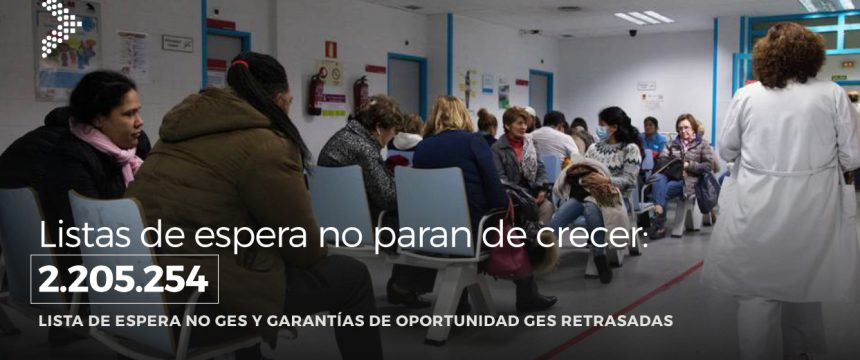 Listas de espera no paran de crecer:
2.205.254
LISTA DE ESPERA NO GES Y GARANTÍAS DE OPORTUNIDAD GES RETRASADAS